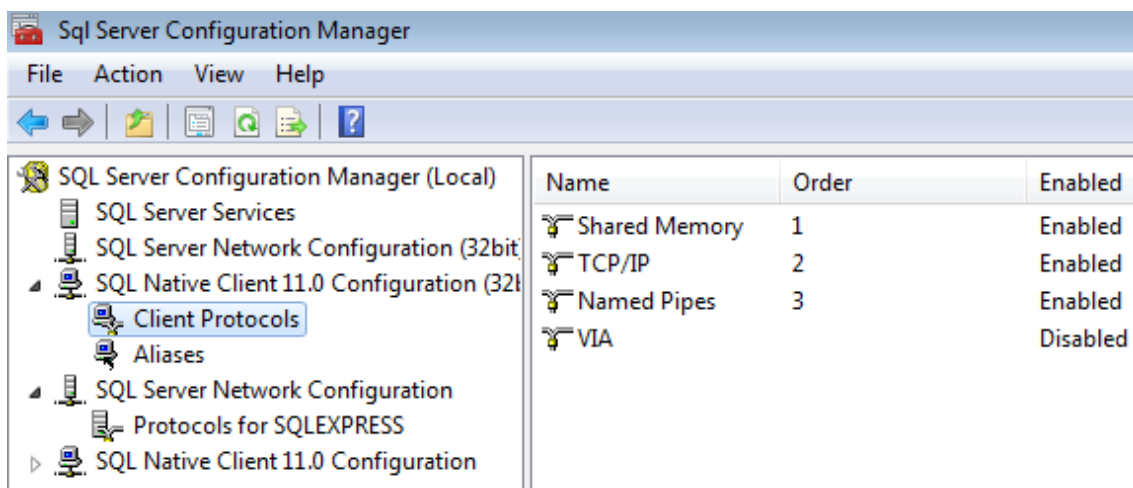 Sql Server Configuration Manager
File Action View Help
SQL Server Configuration Manager (Local)
SQL Server Services
SQL Server Network Configuration (32bit
SQL Native Client 11.0 Configuration (32b
Client Protocols
Aliases
SQL Server Network Configuration
Protocols for SQLEXPRESS
SQL Native Client 11.0 Configuration
Name Order Enabled
Shared Memory 1 Enabled
TCP/IP 2 Enabled
Named Pipes 3 Enabled
VIA Disabled